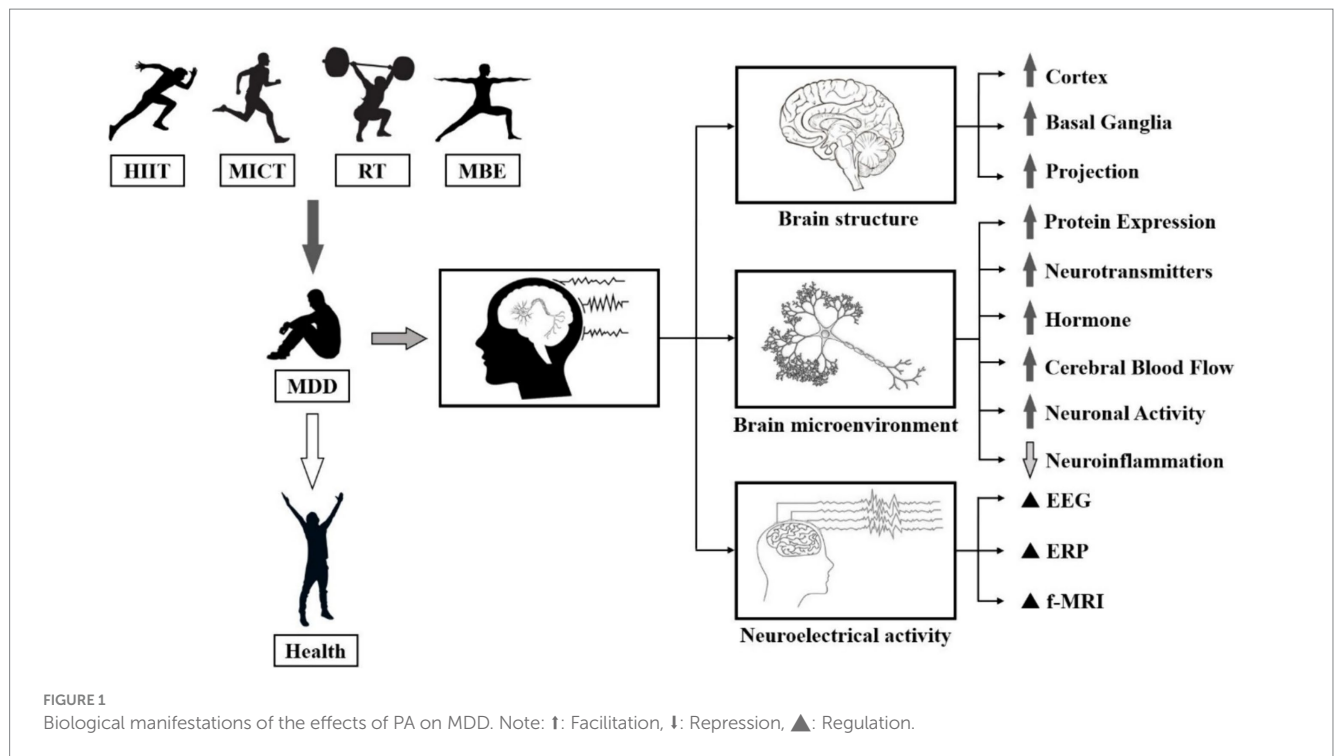 HIIT
MICT
RT
MBE
MDD
Health
Brain structure
Brain microenvironment
Neuroelectrical activity
Cortex
Basal Ganglia
Projection
Protein Expression
Neurotransmitters
Hormone
Cerebral Blood Flow
Neuronal Activity
Neuroinflammation
▲ EEG
▲ ERP
▲ f-MRI
FIGURE 1
Biological manifestations of the effects of PA on MDD. Note: ⬆: Facilitation, ⬇: Repression, ▲: Regulation.